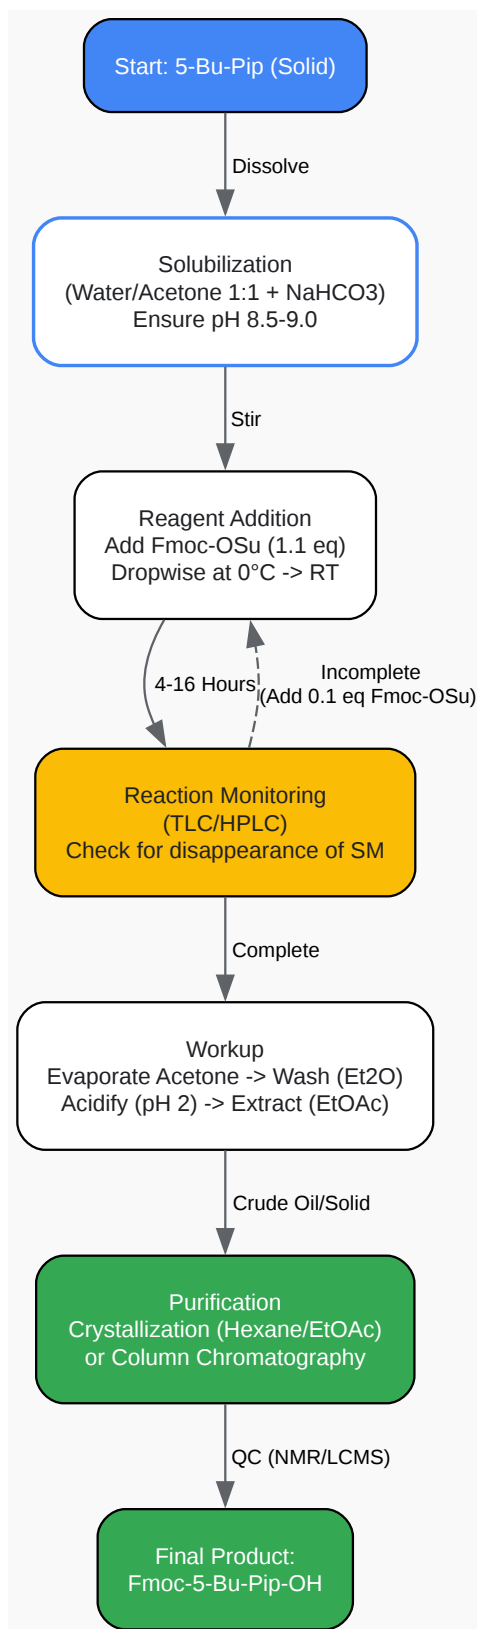 Start: 5-Bu-Pip (Solid)
Dissolve
Solubilization
(Water/Acetone 1:1 + NaHCO3)
Ensure pH 8.5-9.0
Stir
Reagent Addition
Add Fmoc-OSu (1.1 eq)
Dropwise at 0°C -> RT
4-16 Hours
Incomplete
(Add 0.1 eq Fmoc-OSu)
Reaction Monitoring
(TLC/HPLC)
Check for disappearance of SM
Complete
Workup
Evaporate Acetone -> Wash (Et2O)
Acidify (pH 2) -> Extract (EtOAc)
Crude Oil/Solid
Purification
Crystallization (Hexane/EtOAc)
or Column Chromatography
QC (NMR/LCMS)
Final Product:
Fmoc-5-Bu-Pip-OH